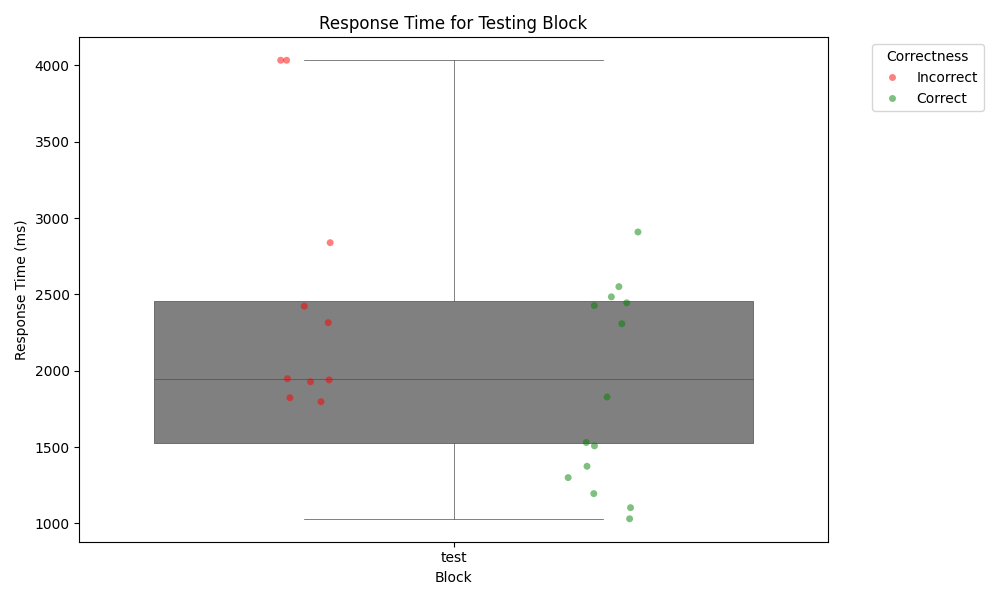 Response Time for Testing Block
Correctness
Incorrect
Correct
4000
3500
3000
2500
2000
1500
1000
Response Time (ms)
test
Block